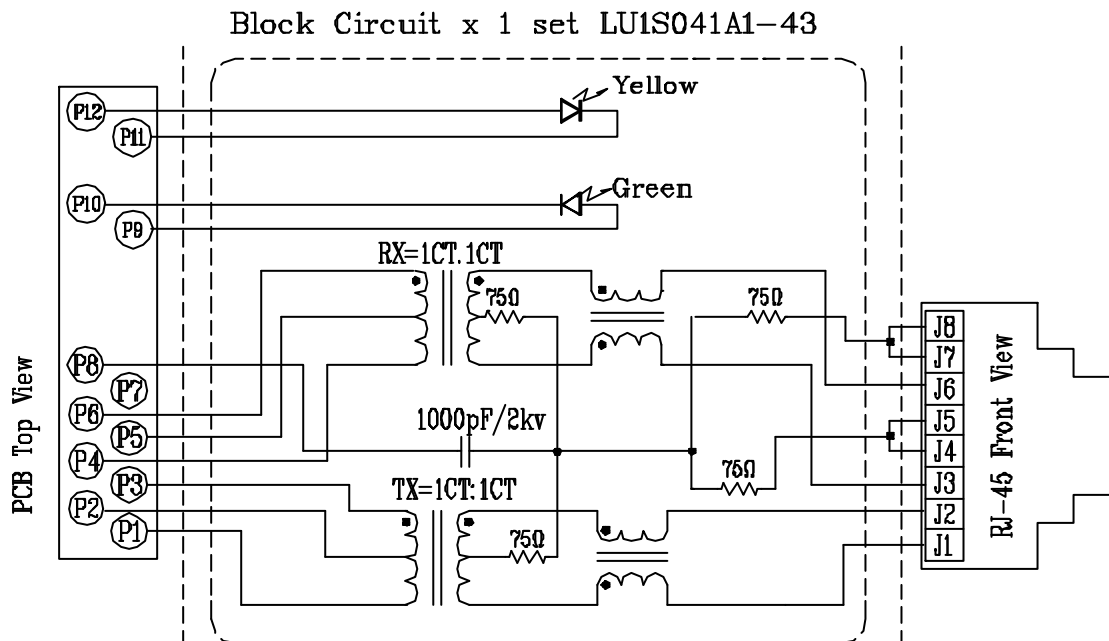 Block Circuit x 1 set LU1S041A1-43
Yellow
P12
P11
Green
P10
P9
RX=1CT.1CT
75Ω
75Ω
J8
J7
P8
P7
J6
P6
1000pF/2kv
J5
P5
J4
P4
75Ω
P3
TX=1CT:1CT
J3
P2
J2
P1
75Ω
J1
PCB Top View
RJ-45 Front View